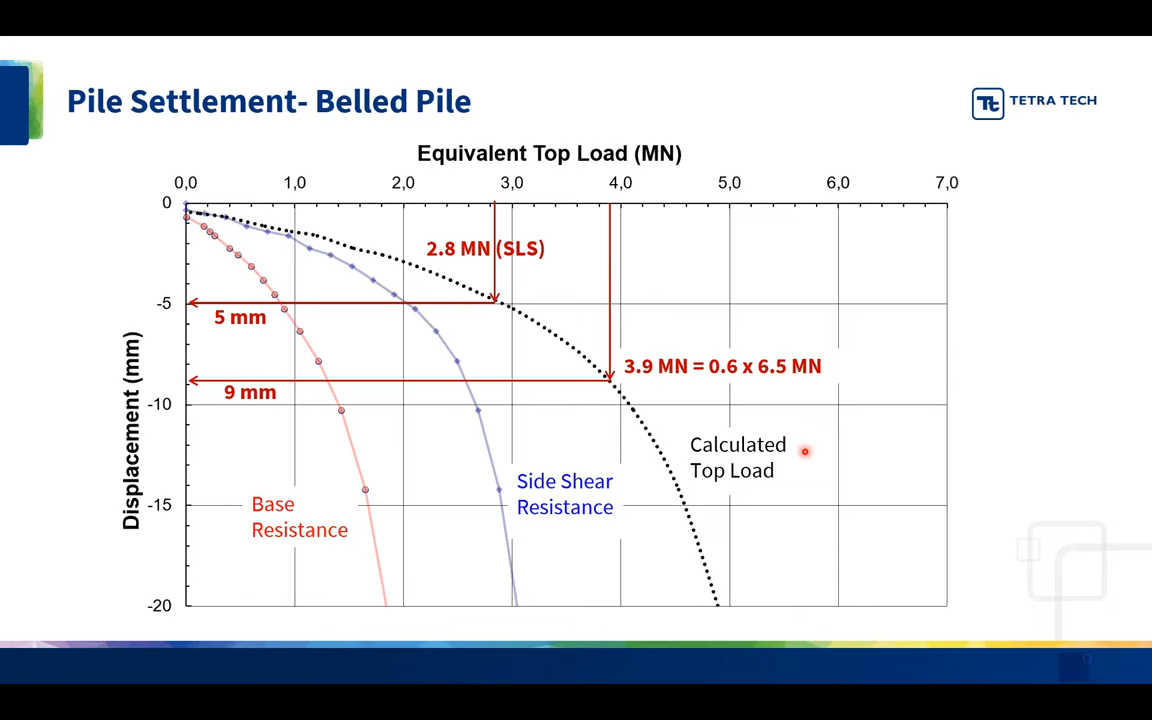 Pile Settlement- Belled Pile
Tt TETRA TECH
Equivalent Top Load (MN)
0,0 1,0 2,0 3,0 4,0 5,0 6,0 7,0
0
-5
-10
-15
-20
Displacement (mm)
2.8 MN (SLS)
5 mm
3.9 MN = 0.6 x 6.5 MN
9 mm
Calculated
Top Load
Side Shear
Resistance
Base
Resistance